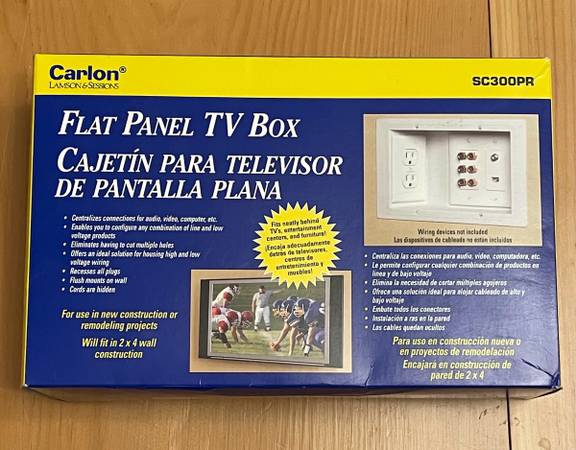 Carlon®
LAMSON & SESSIONS
SC300PR
FLAT PANEL TV BOX
CAJETÍN PARA TELEVISOR
DE PANTALLA PLANA
• Centralizes connections for audio, video, computer, etc.
• Enables you to configure any combination of line and low
voltage products
• Eliminates having to cut multiple holes
• Offers an ideal solution for housing high and low
voltage wiring
• Recesses all plugs
• Flush mounts on wall
• Cords are hidden
For use in new construction or
remodeling projects
Will fit in 2 x 4 wall
construction
Fits neatly behind
TV's, entertainment
centers, and furniture!
¡Encaja adecuadamente
detrás de televisores,
centros de
entretenimiento y
muebles!
Wiring devices not included
Los dispositivos de cableado no están incluidos
• Centraliza las conexiones para audio, video, computadora, etc.
• Le permite configurar cualquier combinación de productos en
línea y de bajo voltaje
• Elimina la necesidad de cortar múltiples agujeros
• Ofrece una solución ideal para alojar cableado de alto y
bajo voltaje
• Embute todos los conectores
• Instalación a ras en la pared
• Los cables quedan ocultos
Para uso en construcción nueva o
en proyectos de remodelación
Encajará en construcción de
pared de 2 x 4